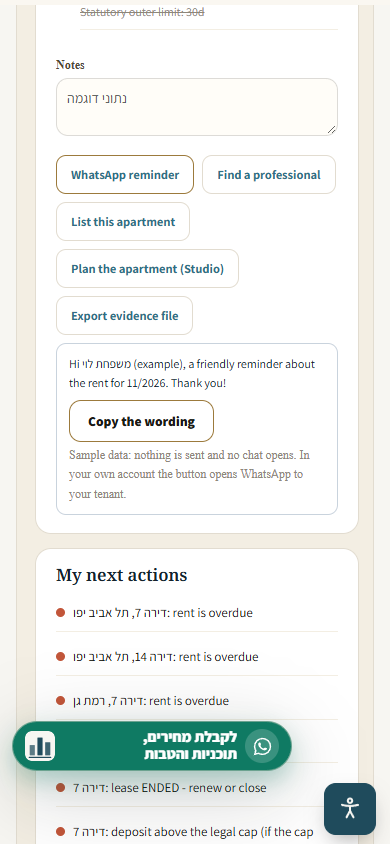 Statutory outer limit: 30d
Notes
נתוני דוגמה
WhatsApp reminder
Find a professional
List this apartment
Plan the apartment (Studio)
Export evidence file
Hi משפחת לוי (example), a friendly reminder about
the rent for 11/2026. Thank you!
Copy the wording
Sample data: nothing is sent and no chat opens. In
your own account the button opens WhatsApp to
your tenant.
My next actions
דירה 7, תל אביב יפו: rent is overdue
דירה 14, תל אביב יפו: rent is overdue
דירה 7, רמת גן: rent is overdue
לקבלת מחירים,
תוכניות והטבות
דירה 7: lease ENDED - renew or close
דירה 7: deposit above the legal cap (if the cap